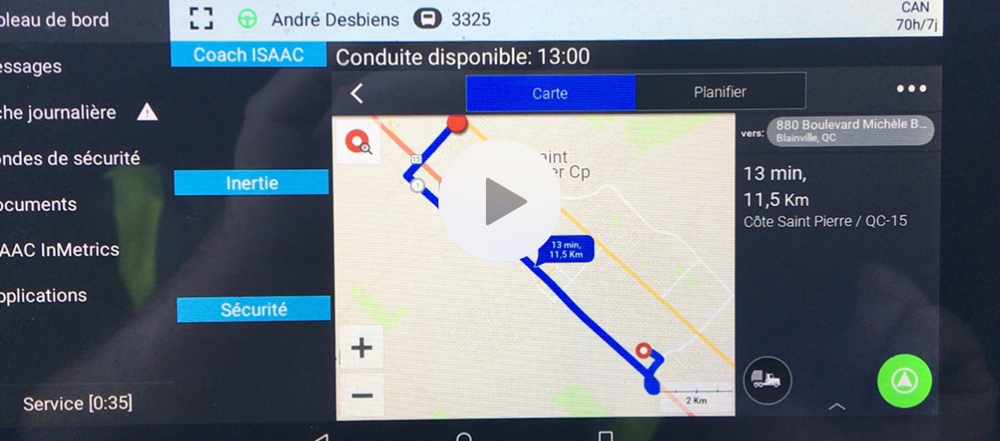 bleau de bord
André Desbiens
3325
CAN
70h/7j
Coach ISAAC
Conduite disponible: 13:00
essages
Carte
Planifier
che journalière
vers:
880 Boulevard Michèle B...
Blainville, QC
ondes de sécurité
15
aint
er Cp
13 min,
11,5 Km
Côte Saint Pierre / QC-15
Inertie
ocuments
AAC InMetrics
13 min,
11,5 Km
pplications
Sécurité
Service [0:35]
2 Km